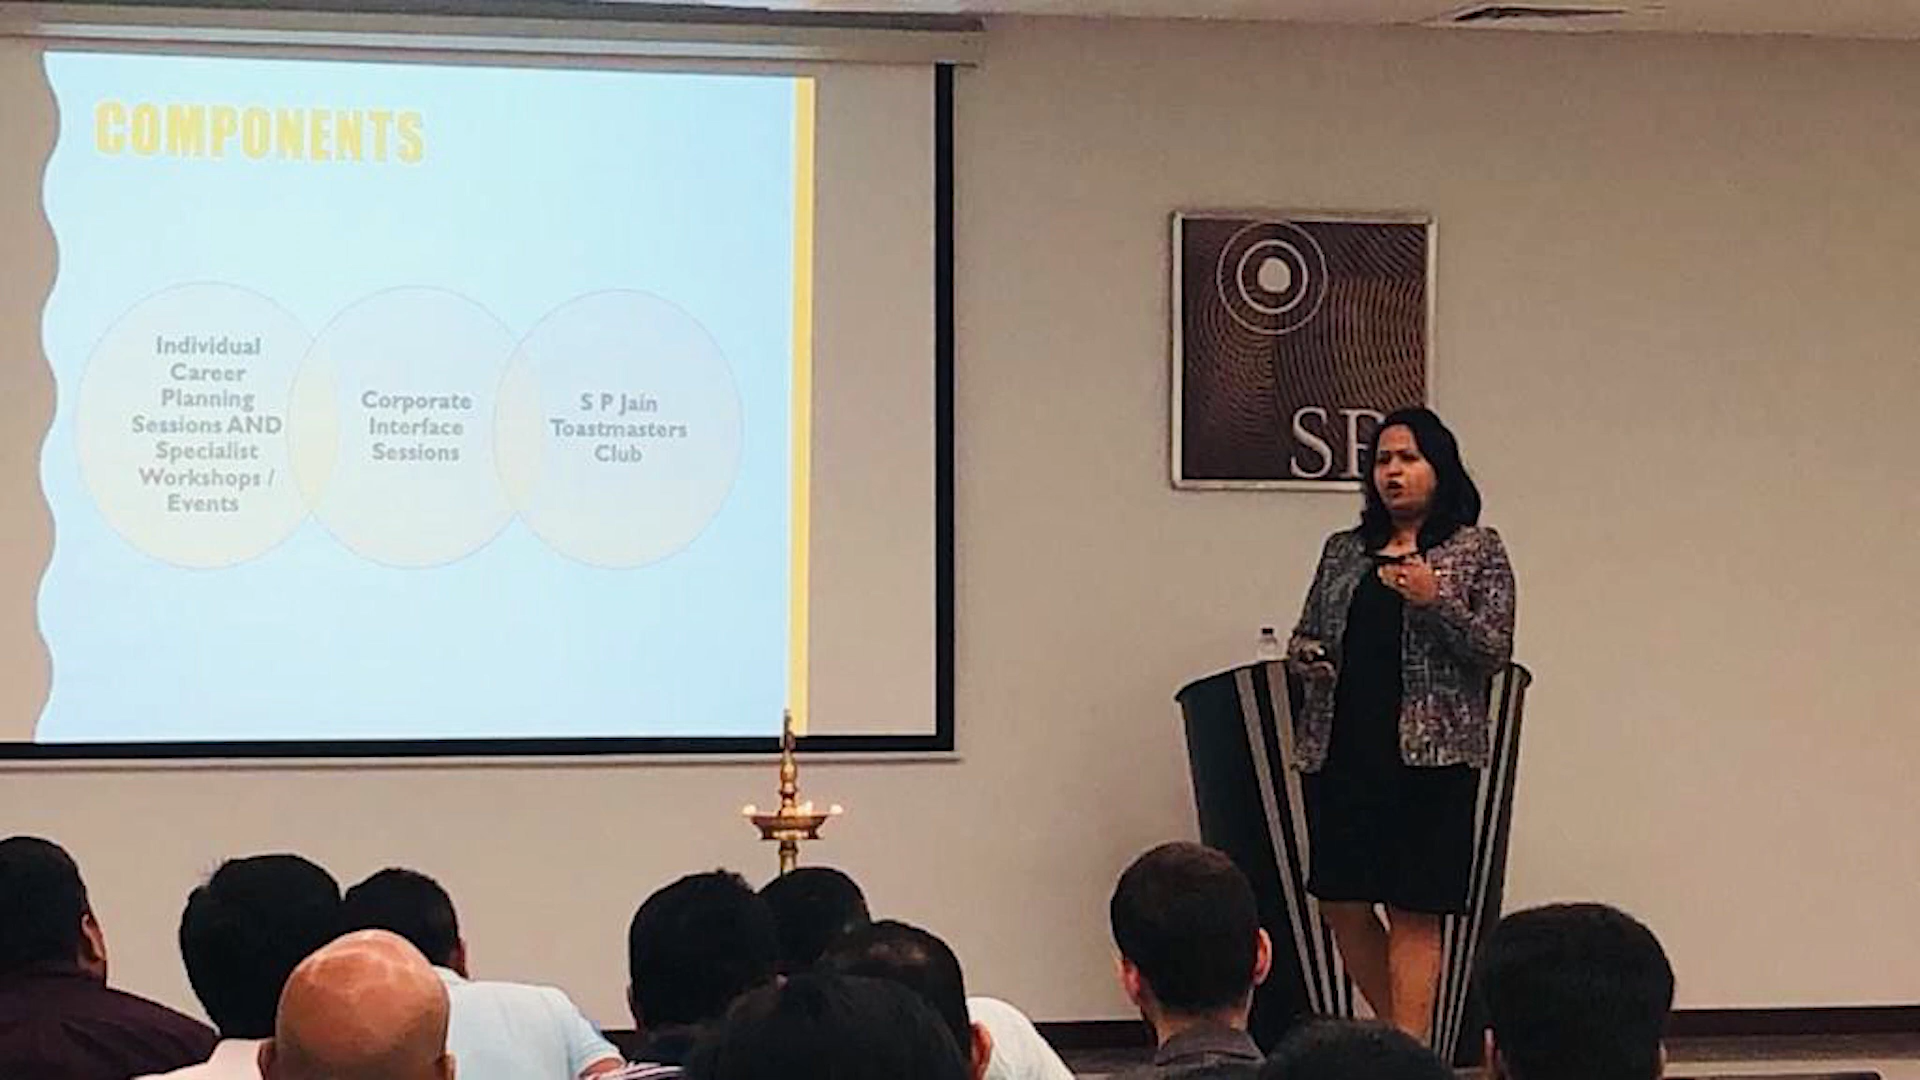 COMPONENTS
Individual
Career
Planning
Sessions AND
Specialist
Workshops /
Events
Corporate
Interface
Sessions
S P Jain
Toastmasters
Club
SP